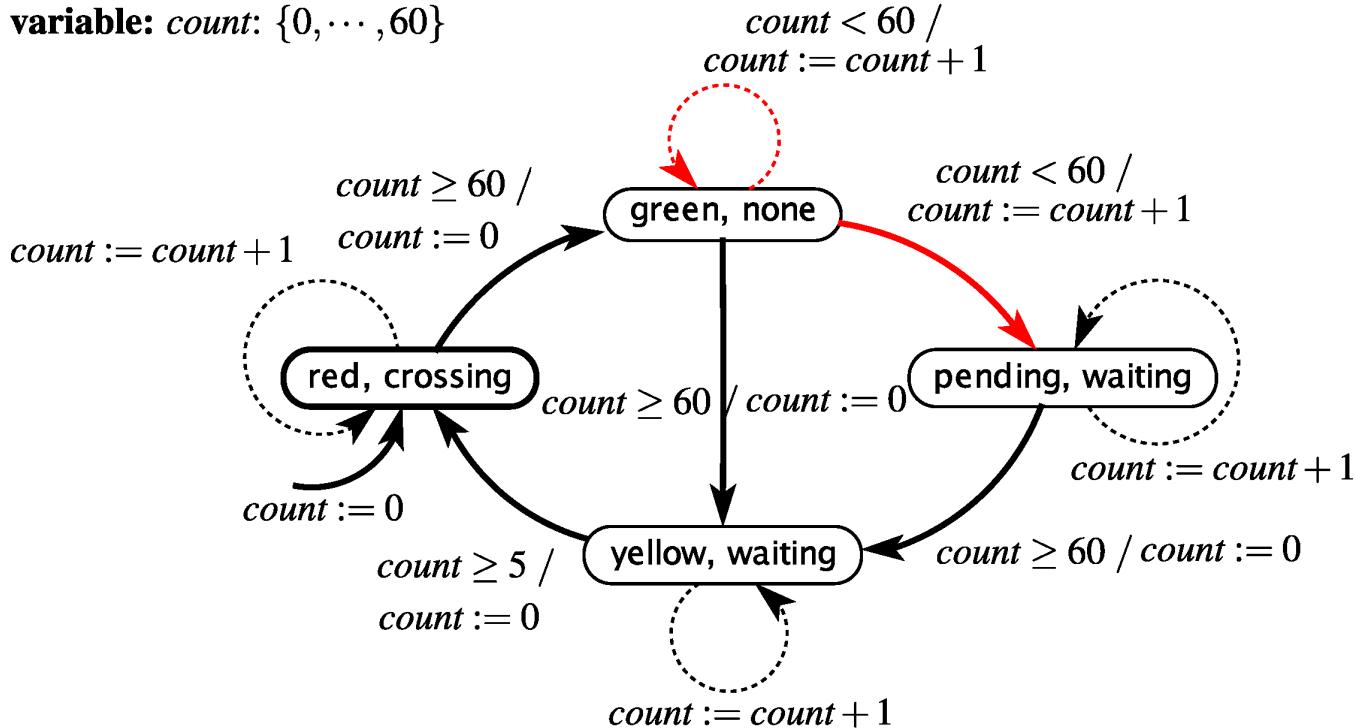 variable: count: {0, ⋯ , 60}
count < 60 /
count := count + 1
count ≥ 60 /
count := 0
green, none
count < 60 /
count := count + 1
count := count + 1
red, crossing
pending, waiting
count ≥ 60 / count := 0
count := 0
count := count + 1
yellow, waiting
count ≥ 5 /
count := 0
count ≥ 60 / count := 0
count := count + 1